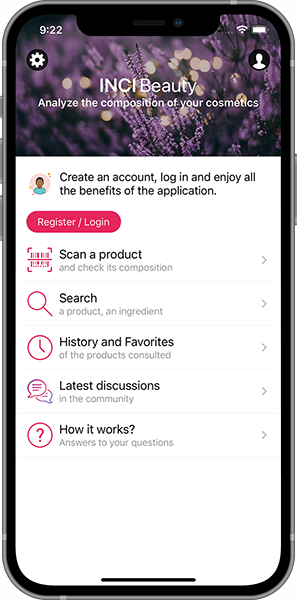 9:22
INCI Beauty
Analyze the composition of your cosmetics
Create an account, log in and enjoy all
the benefits of the application.
Register / Login
Scan a product
and check its composition
Search
a product, an ingredient
History and Favorites
of the products consulted
Latest discussions
in the community
How it works?
Answers to your questions